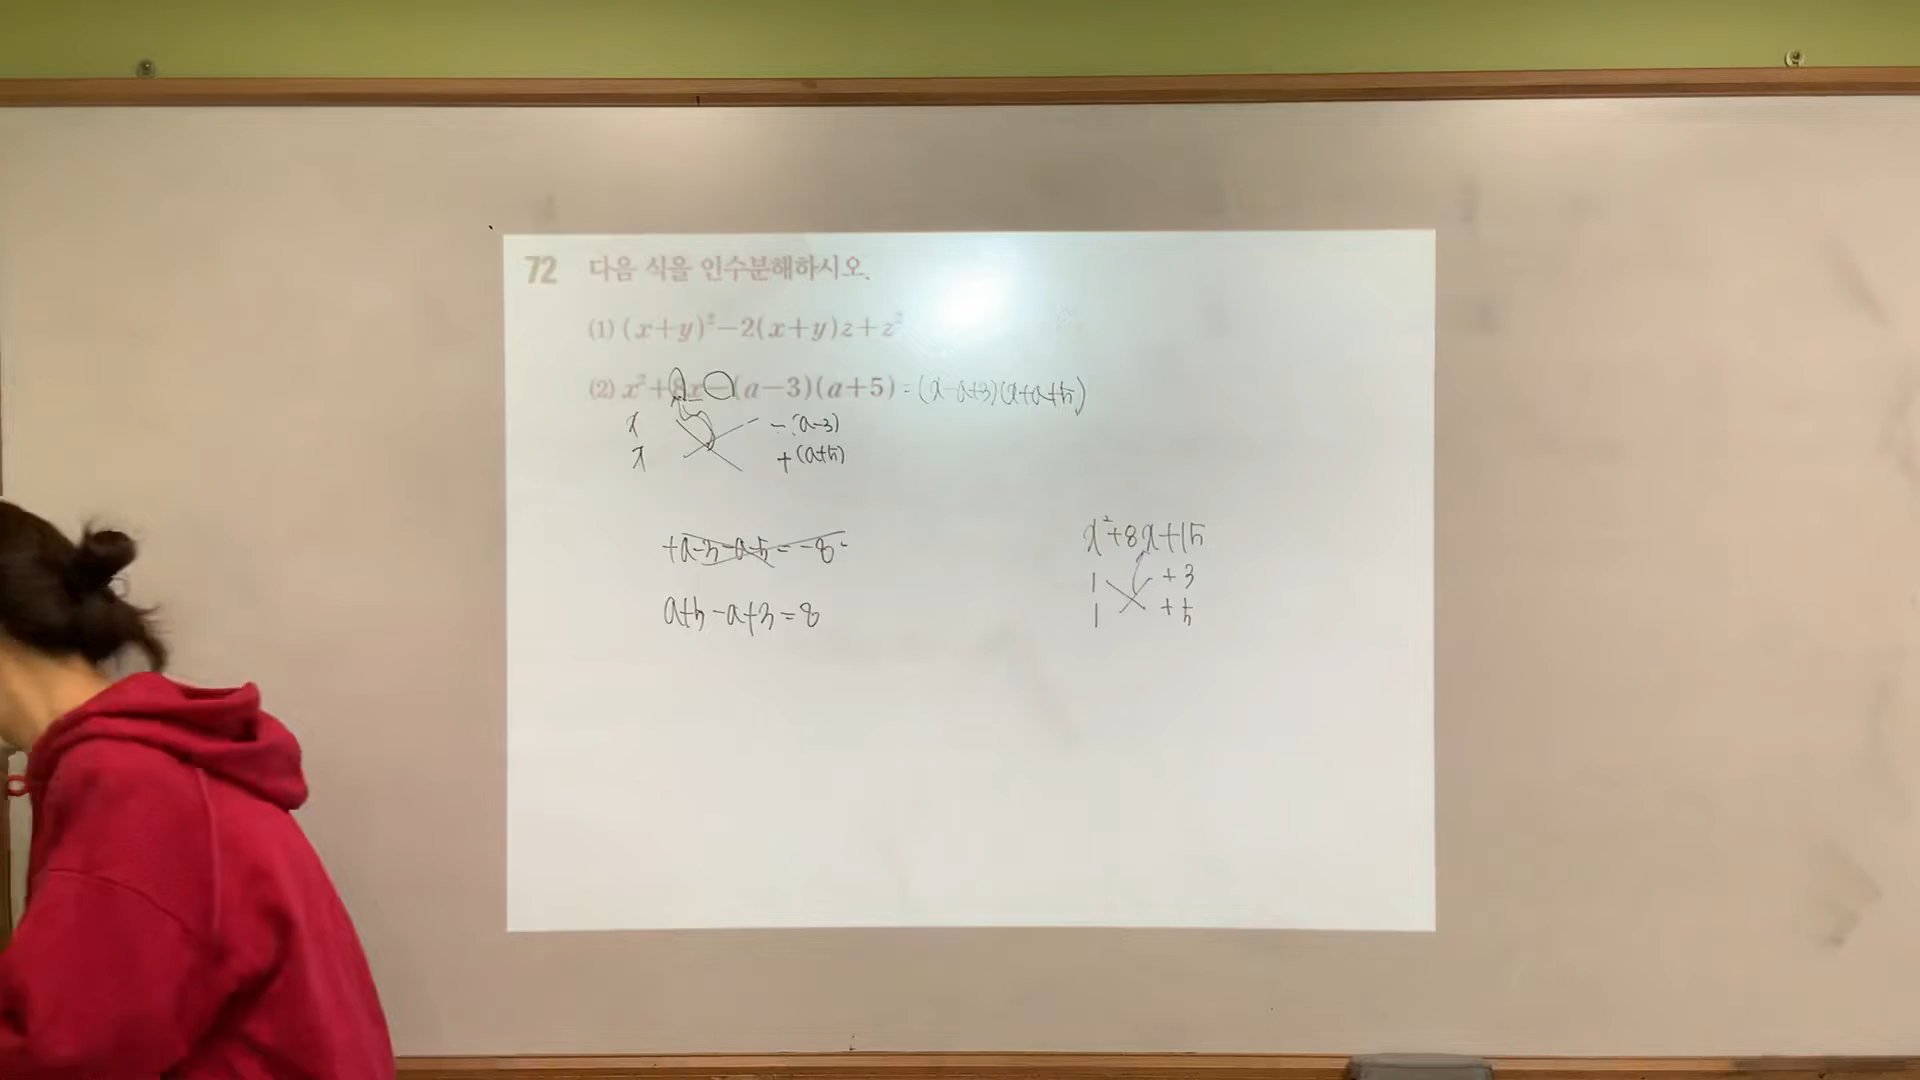 72 다음 식을 인수분해하시오.
(1) (x+y)²-2(x+y)z+z²
(2) x²+8x-(a-3)(a+5) = (x-a+3)(x+a+5)
x -(a-3)
x +(a+5)
+a-3-a-5=-8
a+5-a+3=8
x²+8x+15
1 +3
1 +5